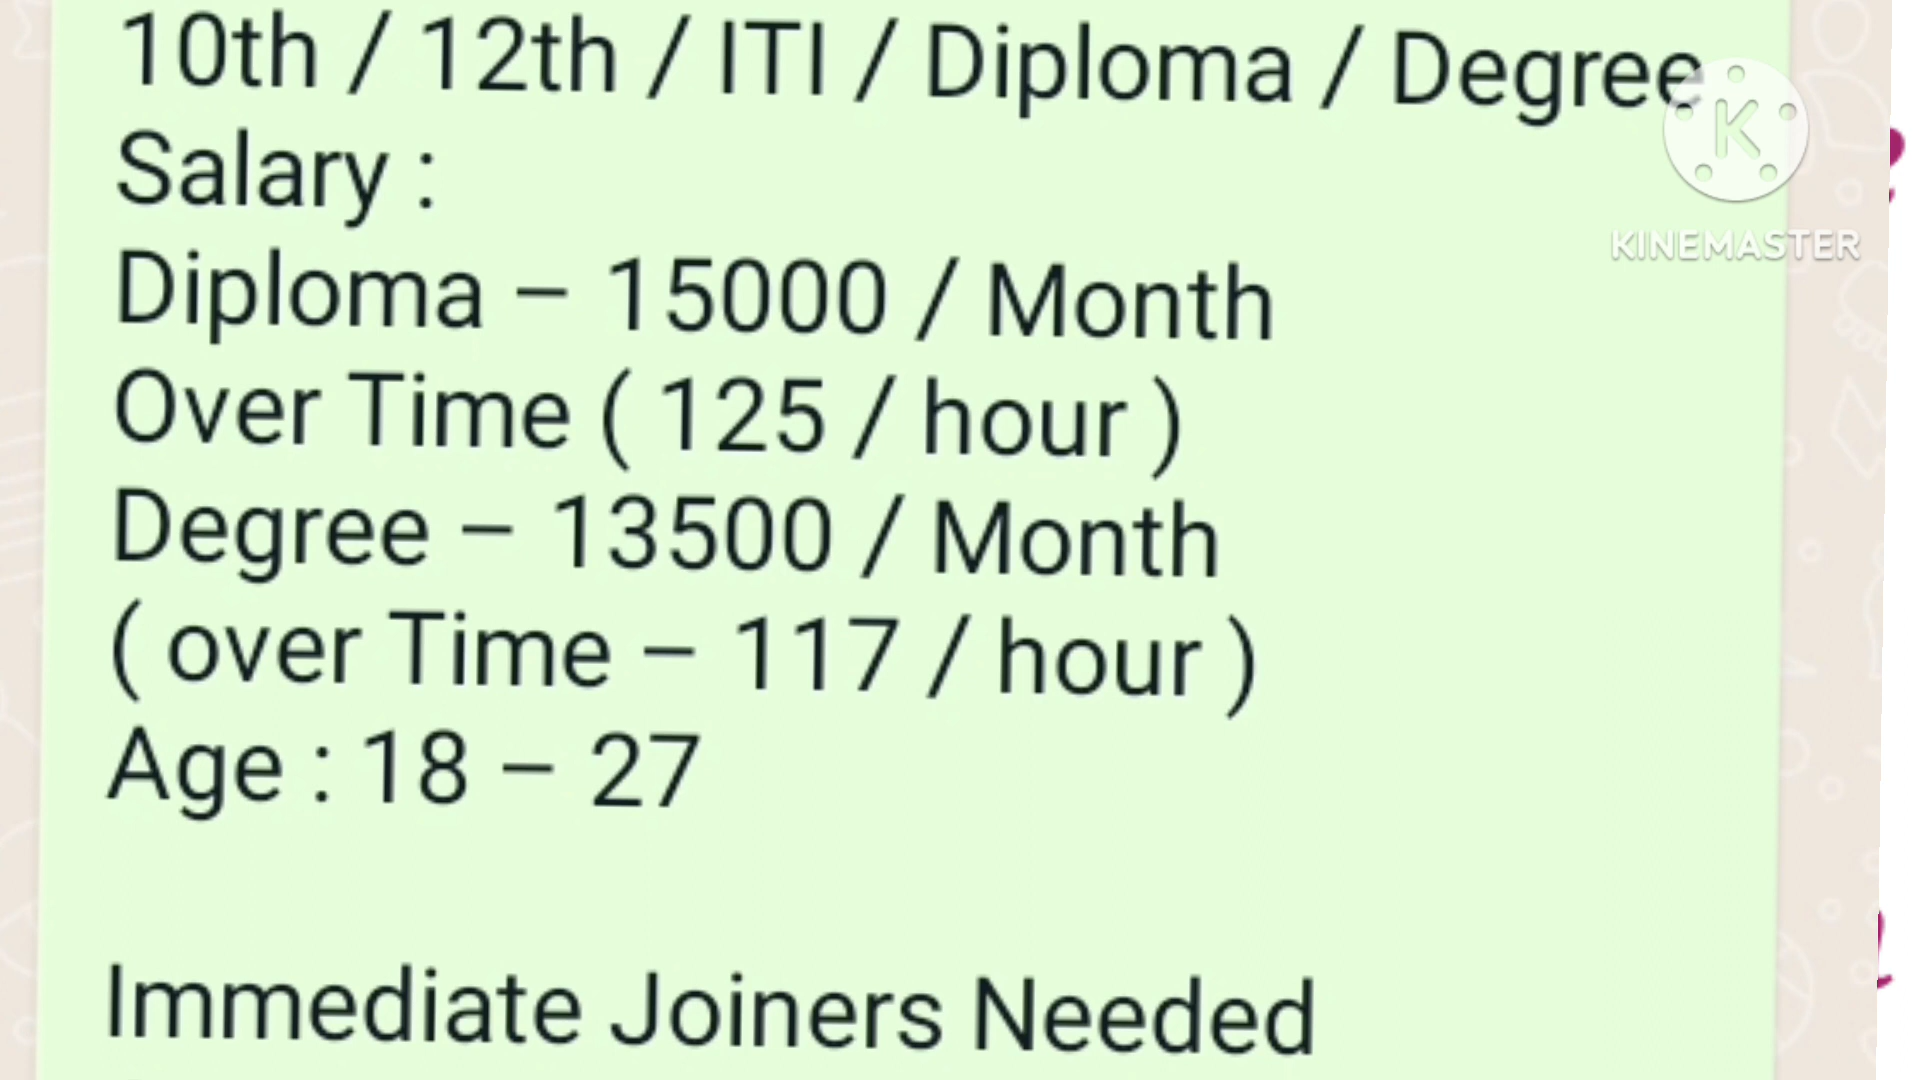 10th / 12th / ITI / Diploma / Degree
Salary :
Diploma – 15000 / Month
Over Time ( 125 / hour )
Degree – 13500 / Month
( over Time – 117 / hour )
Age : 18 – 27
Immediate Joiners Needed
K
KINEMASTER